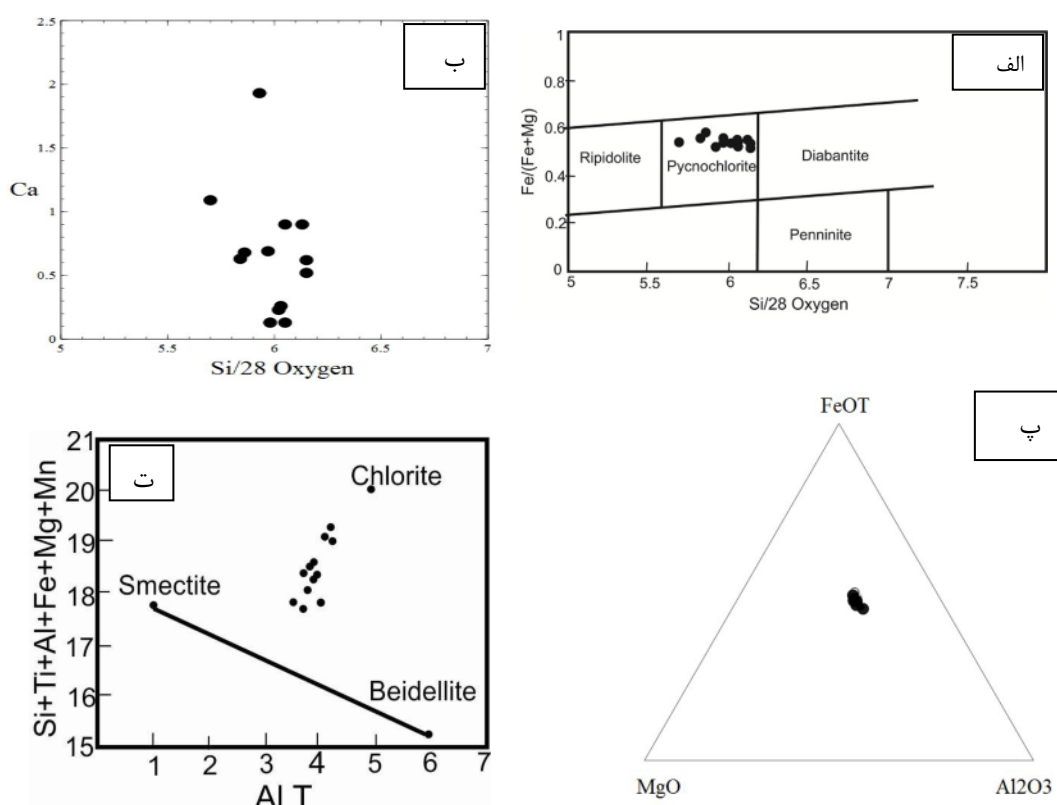 ب
2.5
2
1.5
1
0.5
0
Ca
5
5.5
6
6.5
7
Si/28 Oxygen
الف
1
0.8
0.6
0.4
0.2
0
Fe/(Fe+Mg)
Ripidolite
Pycnochlorite
Diabantite
Penninite
5
5.5
6
6.5
7
7.5
Si/28 Oxygen
ت
21
20
19
18
17
16
15
Si+Ti+Al+Fe+Mg+Mn
Chlorite
Smectite
Beidellite
1
2
3
4
5
6
7
Al T
پ
FeOT
MgO
Al2O3